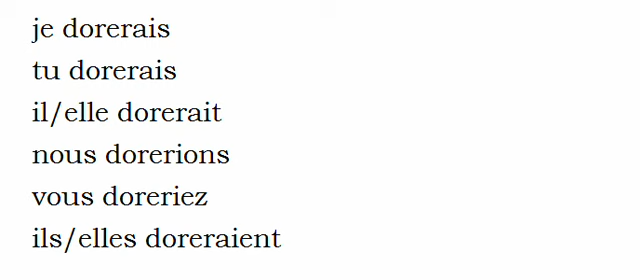 je dorerais
tu dorerais
il/elle dorerait
nous dorerions
vous doreriez
ils/elles doreraient